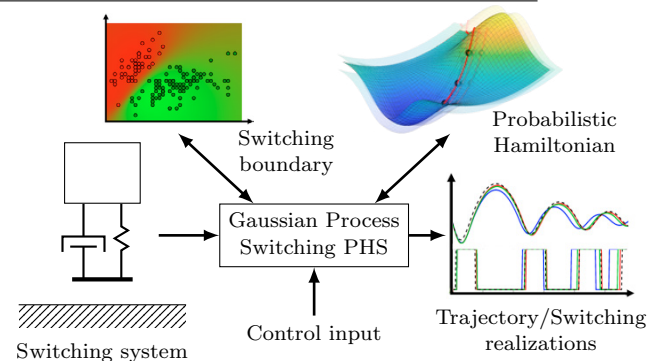 Switching
boundary
Probabilistic
Hamiltonian
Gaussian Process
Switching PHS
Control input
Trajectory/Switching
realizations
Switching system